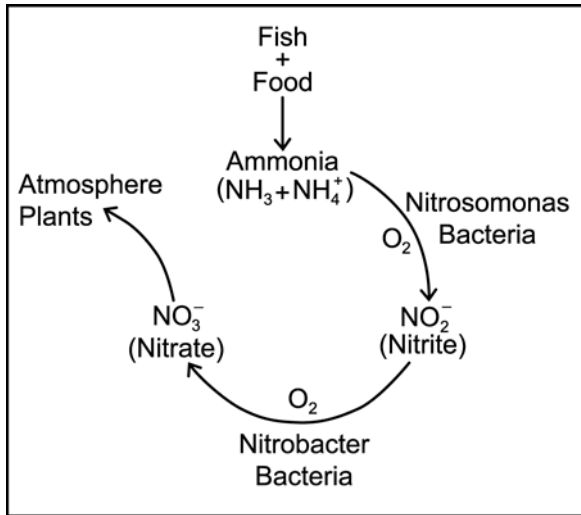 Fish
+
Food
Ammonia
(NH₃ + NH₄⁺)
Nitrosomonas
Bacteria
O₂
NO₂⁻
(Nitrite)
O₂
Nitrobacter
Bacteria
NO₃⁻
(Nitrate)
Atmosphere
Plants